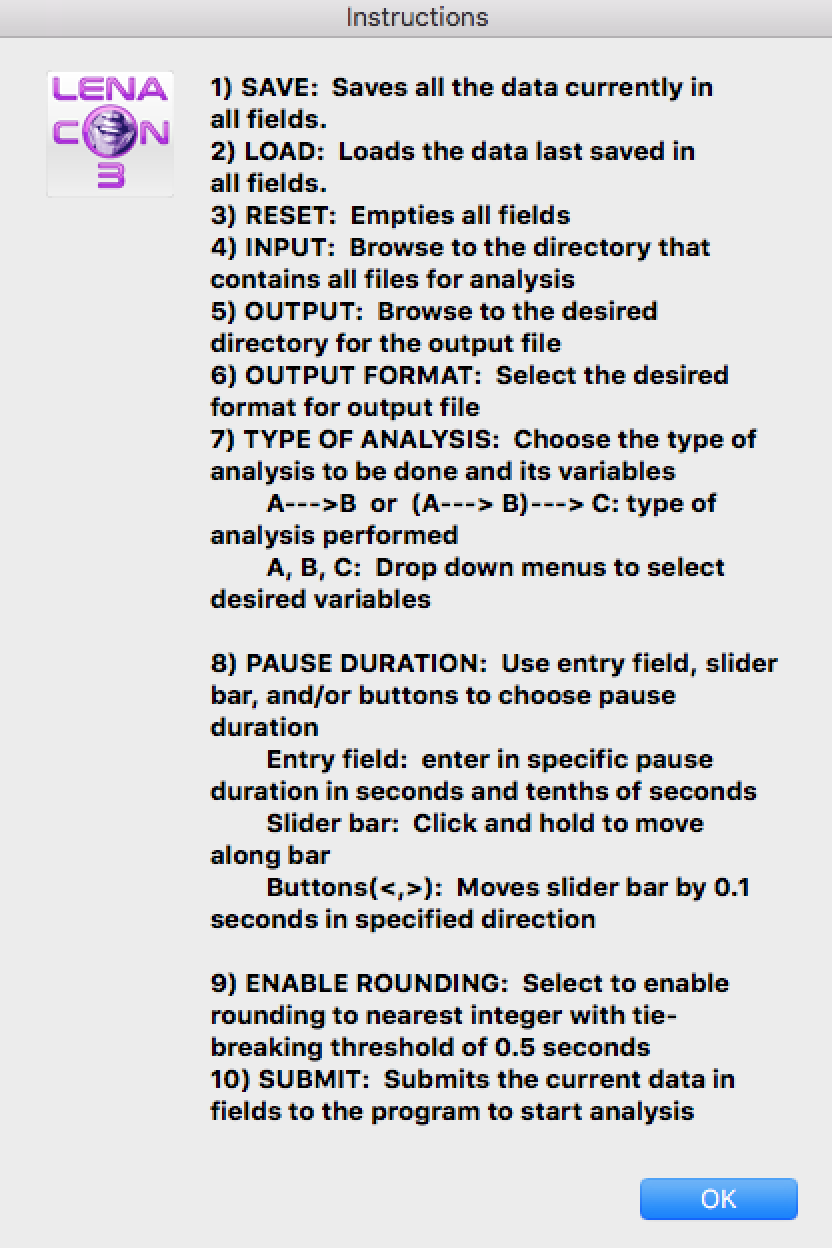 Instructions
LENA
CON
3
1) SAVE:  Saves all the data currently in
all fields.
2) LOAD:  Loads the data last saved in
all fields.
3) RESET:  Empties all fields
4) INPUT:  Browse to the directory that
contains all files for analysis
5) OUTPUT:  Browse to the desired
directory for the output file
6) OUTPUT FORMAT:  Select the desired
format for output file
7) TYPE OF ANALYSIS:  Choose the type of
analysis to be done and its variables
A--->B  or  (A---> B)---> C: type of
analysis performed
A, B, C:  Drop down menus to select
desired variables
8) PAUSE DURATION:  Use entry field, slider
bar, and/or buttons to choose pause
duration
Entry field:  enter in specific pause
duration in seconds and tenths of seconds
Slider bar:  Click and hold to move
along bar
Buttons(<,>):  Moves slider bar by 0.1
seconds in specified direction
9) ENABLE ROUNDING:  Select to enable
rounding to nearest integer with tie-
breaking threshold of 0.5 seconds
10) SUBMIT:  Submits the current data in
fields to the program to start analysis
OK